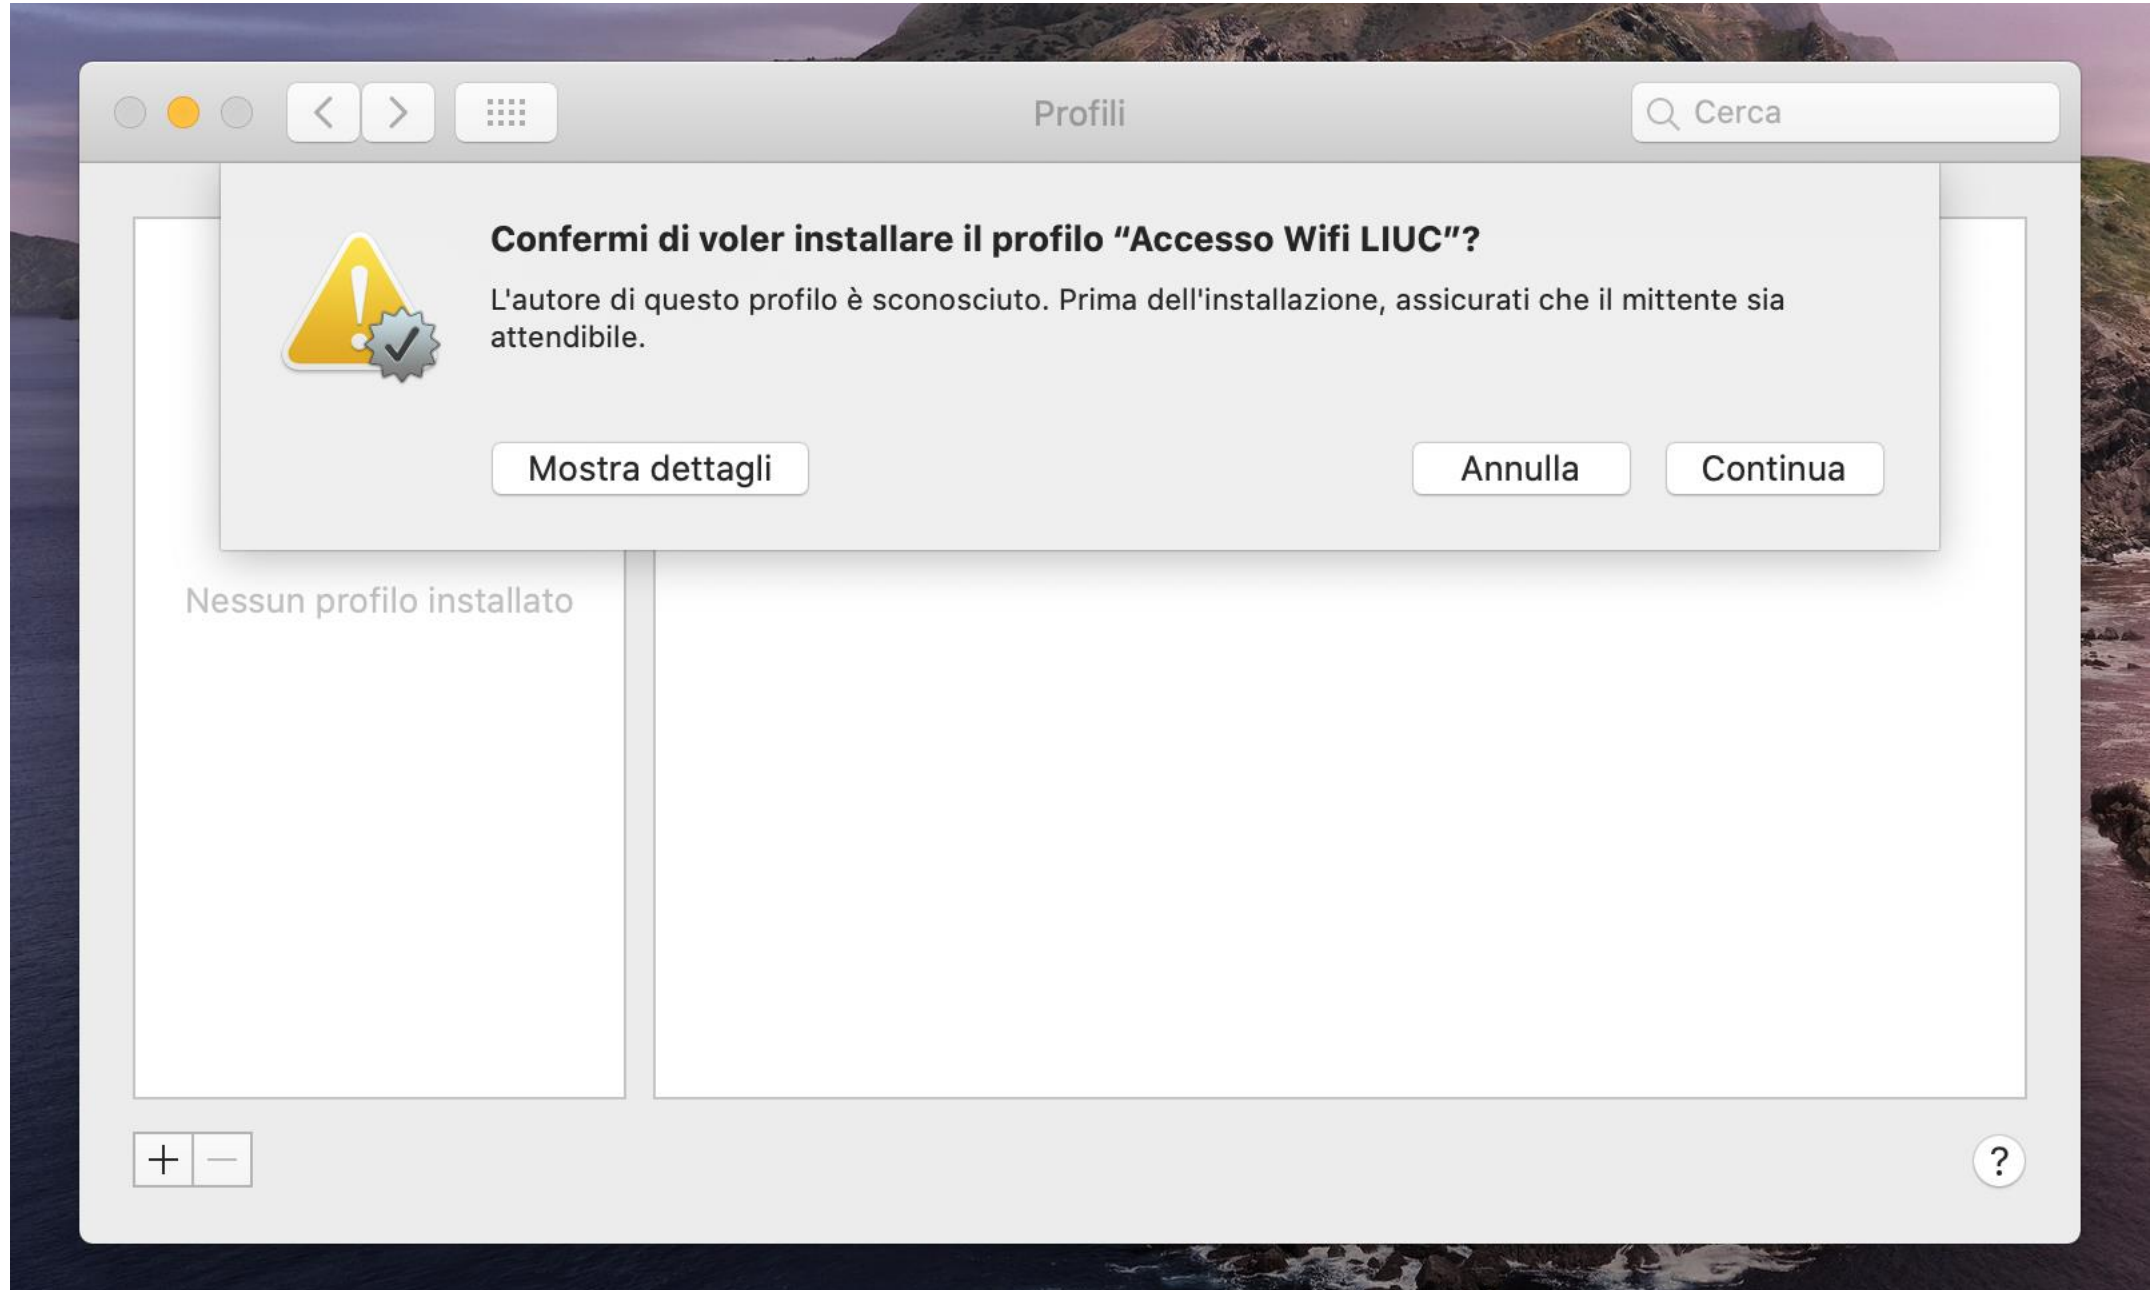 Profili
Cerca
Confermi di voler installare il profilo “Accesso Wifi LIUC”?
L'autore di questo profilo è sconosciuto. Prima dell'installazione, assicurati che il mittente sia
attendibile.
Mostra dettagli
Annulla
Continua
Nessun profilo installato
?